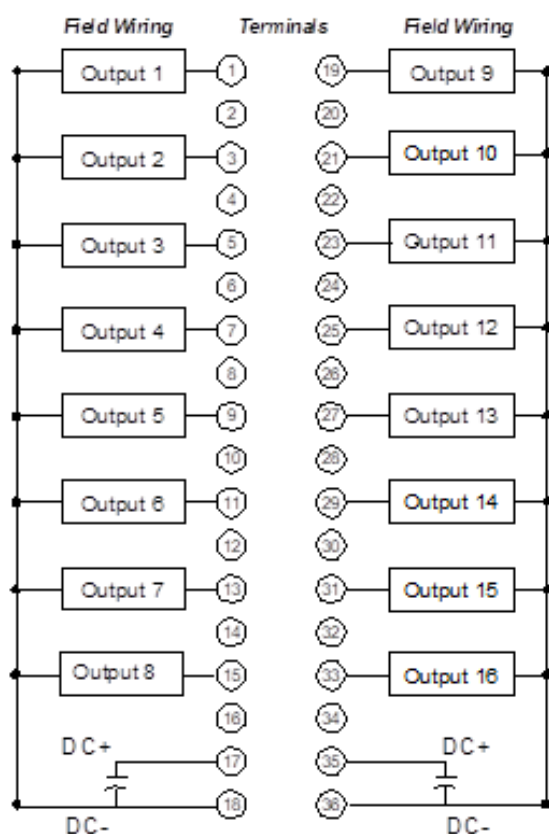 Field Wiring Terminals Field Wiring
Output 1 1 19 Output 9
2 20
Output 2 3 21 Output 10
4 22
Output 3 5 23 Output 11
6 24
Output 4 7 25 Output 12
8 26
Output 5 9 27 Output 13
10 28
Output 6 11 29 Output 14
12 30
Output 7 13 31 Output 15
14 32
Output 8 15 33 Output 16
16 34
DC+ 17 35 DC+
18 36
DC- DC-